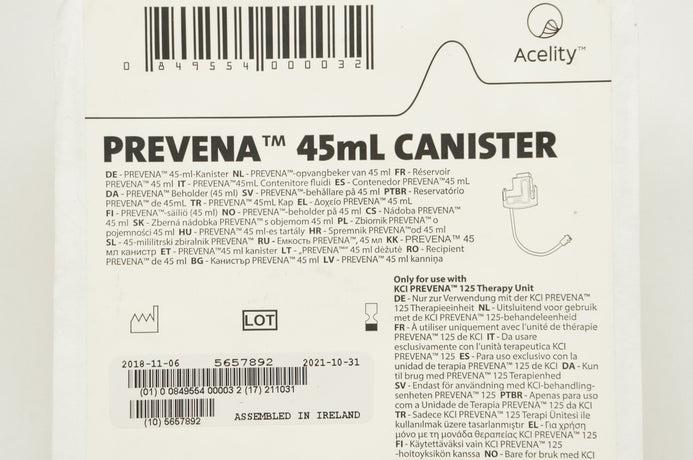 0 849554 000032
Acelity™
PREVENA™ 45mL CANISTER
DE - PREVENA™ 45-ml-Kanister NL - PREVENA™-opvangbeker van 45 ml FR - Réservoir
PREVENA™ 45 ml IT - PREVENA™45mL Contenitore fluidi ES - Contenedor PREVENA™45 mL
DA - PREVENA™ Beholder (45 ml) SV - PREVENA™-behållare på 45 ml PTBR - Reservatório
PREVENA™ de 45mL TR - PREVENA™ 45mL Kap EL - Δοχείο PREVENA™ 45 mL
FI - PREVENA™-säiliö (45 ml) NO - PREVENA™-beholder på 45 ml CS - Nádoba PREVENA™
45 ml SK - Zberná nádobka PREVENA™ s objemom 45 ml PL - Zbiornik PREVENA™ o
pojemności 45 ml HU - PREVENA™ 45 ml-es tartály HR - Spremnik PREVENA™od 45 ml
SL - 45-mililitrski zbiralnik PREVENA™ RU - Емкость PREVENA™, 45 мл KK - PREVENA™ 45
мл канистр ET - PREVENA™45 ml kanister LT - „PREVENA™“ 45 ml dėžutė RO - Recipient
PREVENA™ de 45 ml BG - Канистър PREVENA™ 45 ml LV - PREVENA™ 45 ml kanniņa
Only for use with
KCI PREVENA™ 125 Therapy Unit
DE - Nur zur Verwendung mit der KCI PREVENA™
125 Therapieeinheit NL - Uitsluitend voor gebruik
met de KCI PREVENA™ 125-behandeleenheid
FR - À utiliser uniquement avec l'unité de thérapie
PREVENA™ 125 de KCI IT - Da usare
esclusivamente con l'unità terapeutica KCI
PREVENA™ 125 ES - Para uso exclusivo con la
unidad de terapia PREVENA™ 125 de KCI DA - Kun
til brug med PREVENA™ 125 Terapienhed
SV - Endast för användning med KCI-behandling-
senheten PREVENA™ 125 PTBR - Apenas para uso
com a Unidade de Terapia PREVENA™ 125 da KCI
TR - Sadece KCI PREVENA™ 125 Terapi Ünitesi ile
kullanılmak üzere tasarlanmıştır EL - Για χρήση
μόνο με τη μονάδα θεραπείας KCI PREVENA™ 125
FI - Käytettäväksi vain KCI PREVENA™ 125
-hoitoyksikön kanssa NO - Bare for bruk med KCI
LOT
2018-11-06 5657892 2021-10-31
(01) 0 0849554 00003 2 (17) 211031
(10) 5657892
ASSEMBLED IN IRELAND